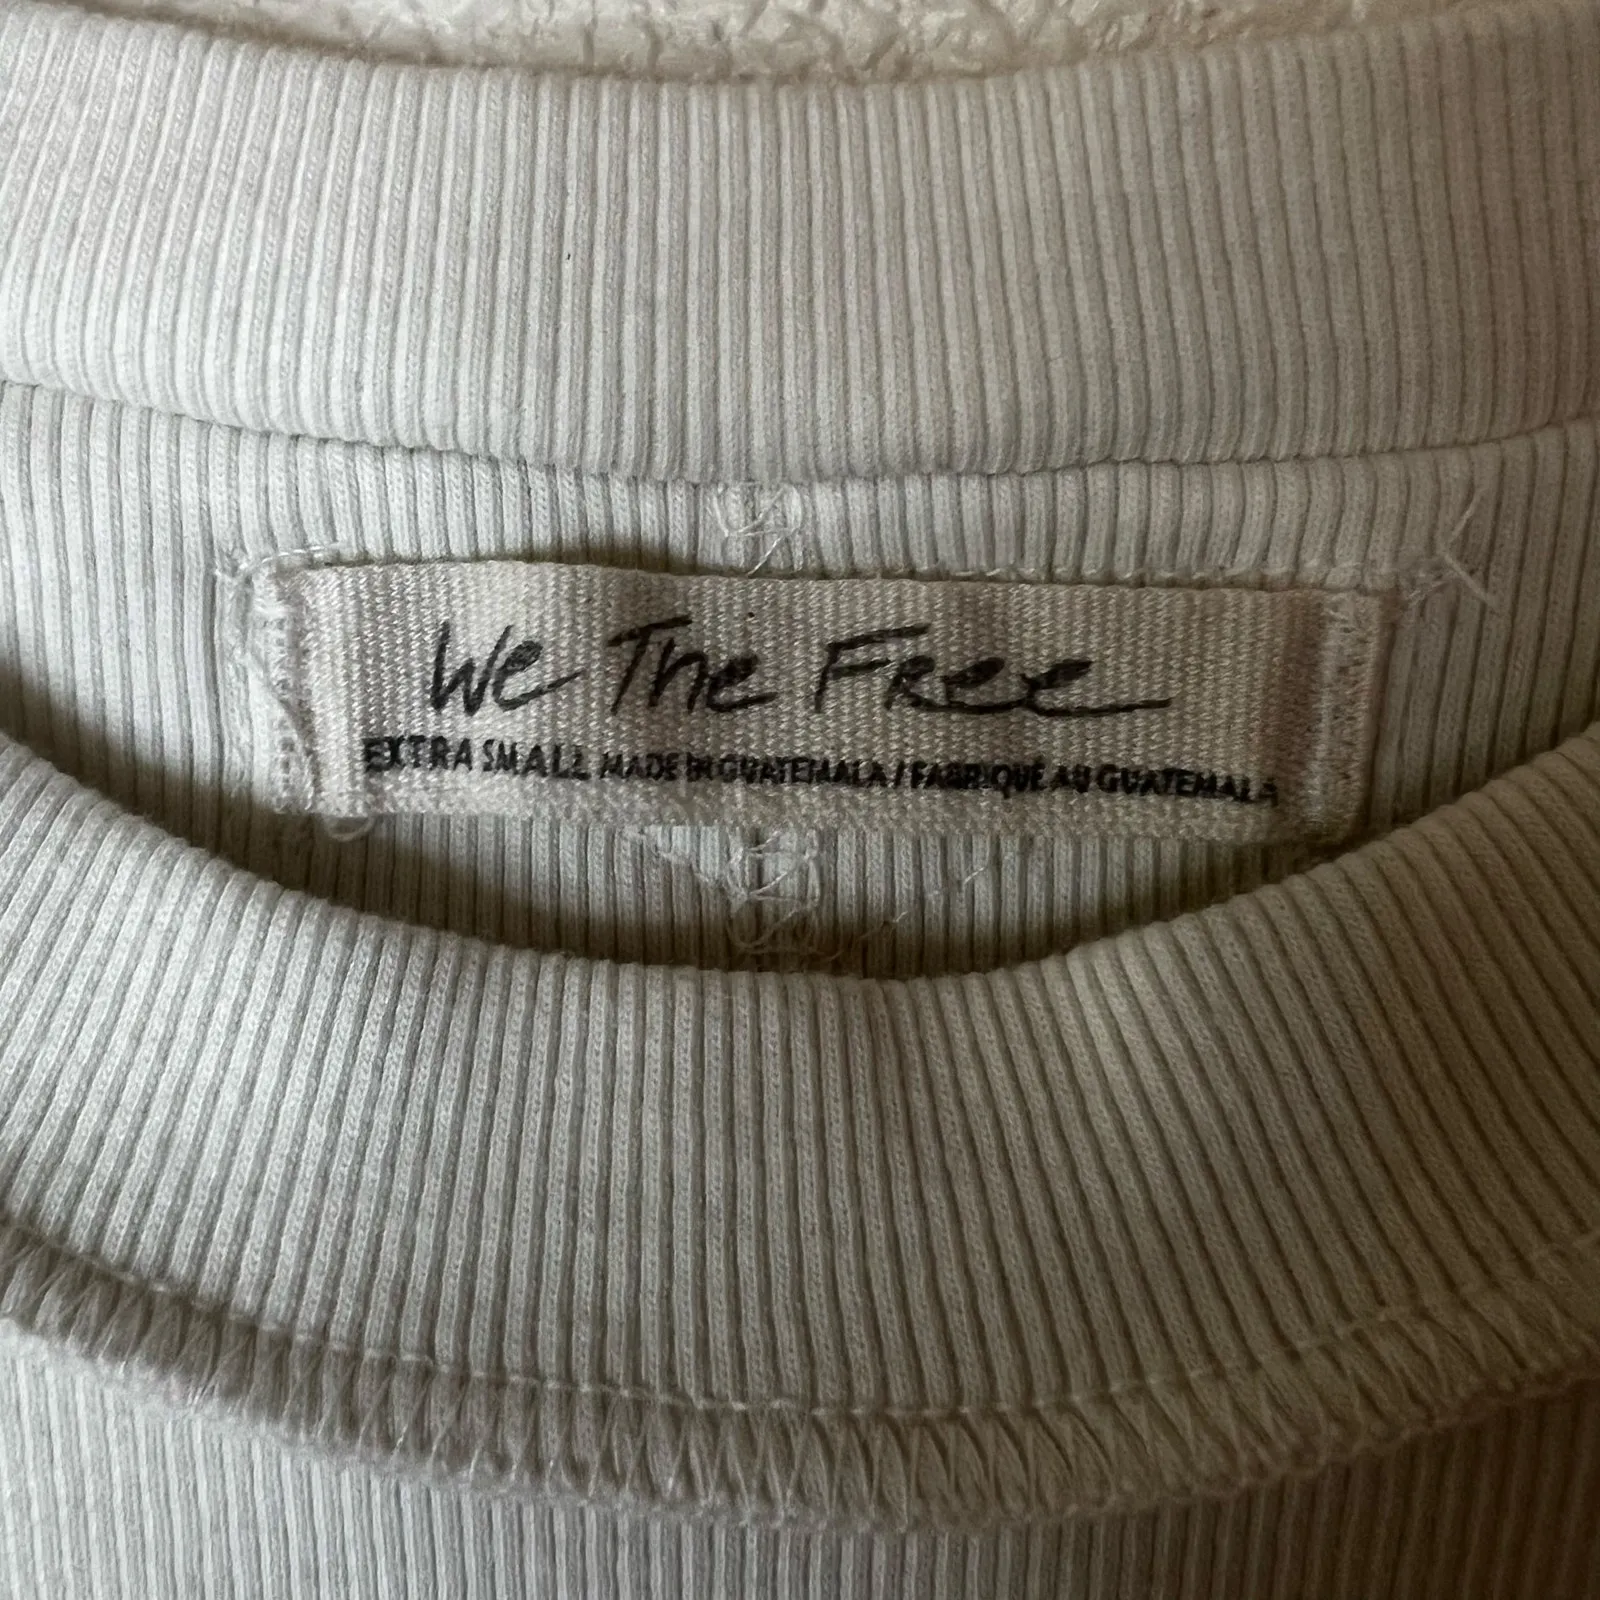 We The Free
EXTRA SMALL MADE IN GUATEMALA / FABRIQUÉ AU GUATEMALA